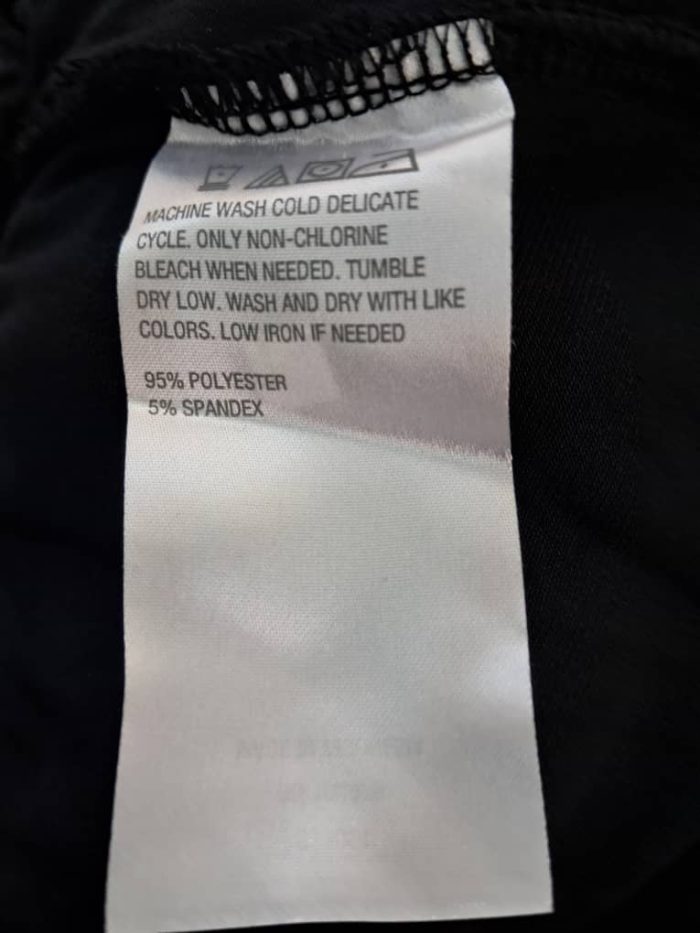 MACHINE WASH COLD DELICATE
CYCLE. ONLY NON-CHLORINE
BLEACH WHEN NEEDED. TUMBLE
DRY LOW. WASH AND DRY WITH LIKE
COLORS. LOW IRON IF NEEDED
95% POLYESTER
5% SPANDEX